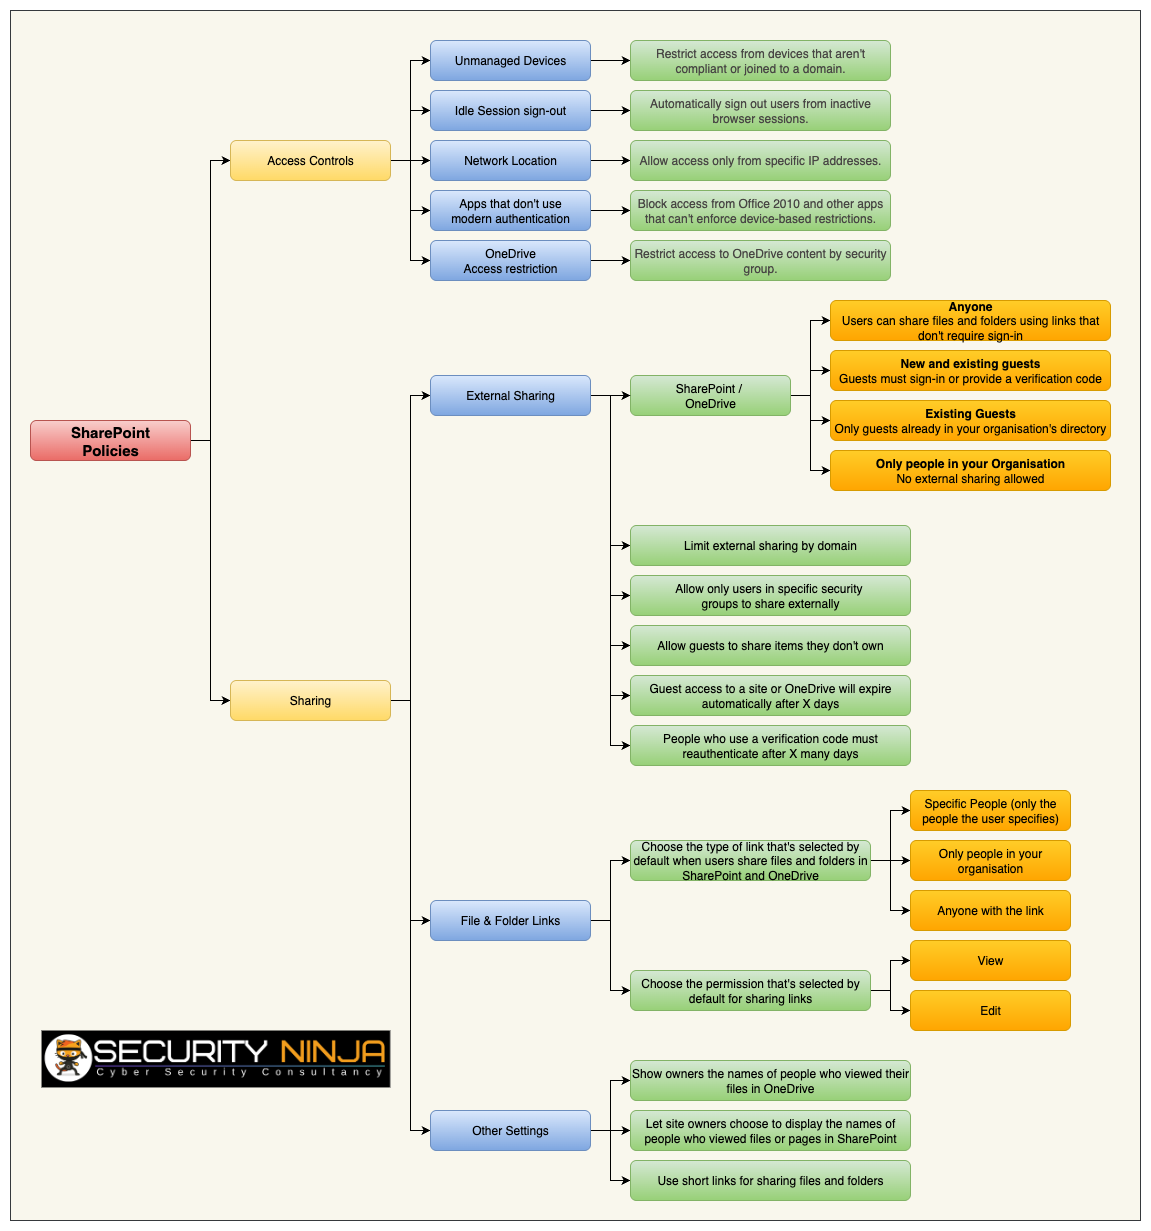 SharePoint
Policies
Access Controls
Unmanaged Devices
Restrict access from devices that aren't
compliant or joined to a domain.
Idle Session sign-out
Automatically sign out users from inactive
browser sessions.
Network Location
Allow access only from specific IP addresses.
Apps that don't use
modern authentication
Block access from Office 2010 and other apps
that can't enforce device-based restrictions.
OneDrive
Access restriction
Restrict access to OneDrive content by security
group.
Sharing
External Sharing
SharePoint /
OneDrive
Anyone
Users can share files and folders using links that
don't require sign-in
New and existing guests
Guests must sign-in or provide a verification code
Existing Guests
Only guests already in your organisation's directory
Only people in your Organisation
No external sharing allowed
Limit external sharing by domain
Allow only users in specific security
groups to share externally
Allow guests to share items they don't own
Guest access to a site or OneDrive will expire
automatically after X days
People who use a verification code must
reauthenticate after X many days
File & Folder Links
Choose the type of link that's selected by
default when users share files and folders in
SharePoint and OneDrive
Specific People (only the
people the user specifies)
Only people in your
organisation
Anyone with the link
Choose the permission that's selected by
default for sharing links
View
Edit
Other Settings
Show owners the names of people who viewed their
files in OneDrive
Let site owners choose to display the names of
people who viewed files or pages in SharePoint
Use short links for sharing files and folders
SECURITY NINJA
Cyber Security Consultancy